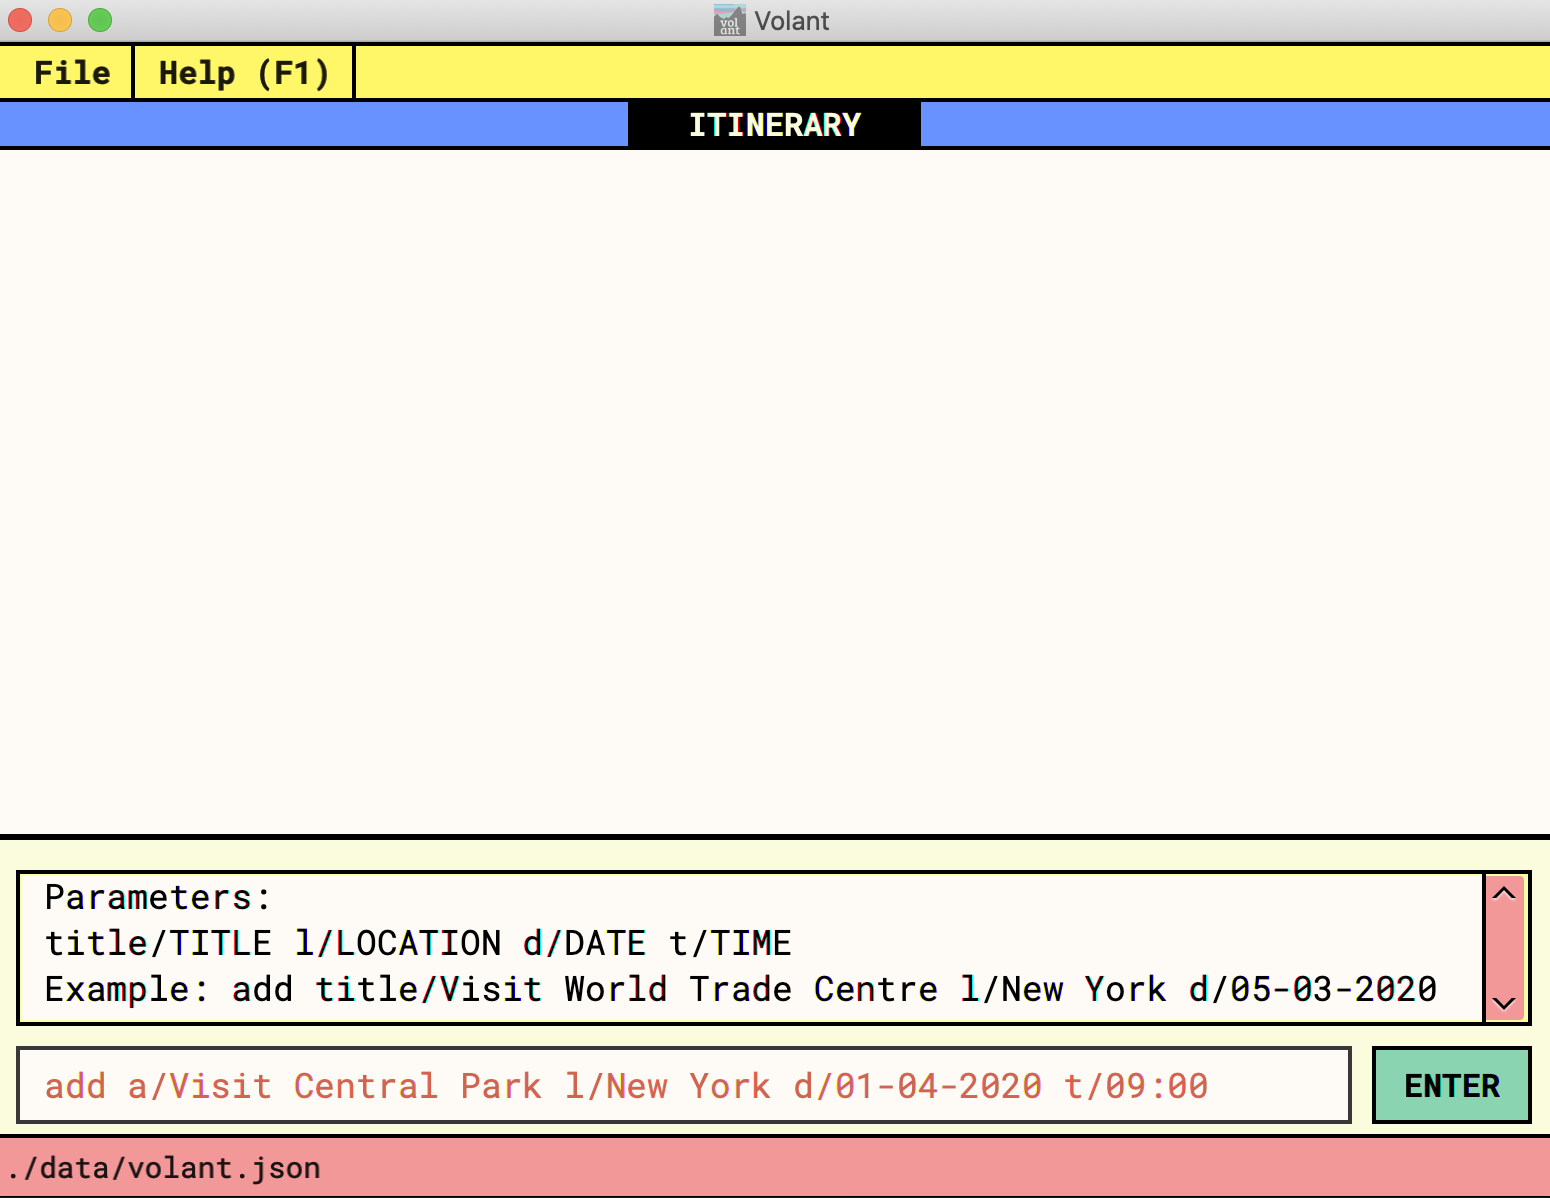 vol
ant
Volant
File
Help (F1)
ITINERARY
Parameters:
title/TITLE l/LOCATION d/DATE t/TIME
Example: add title/Visit World Trade Centre l/New York d/05-03-2020
add a/Visit Central Park l/New York d/01-04-2020 t/09:00
ENTER
./data/volant.json